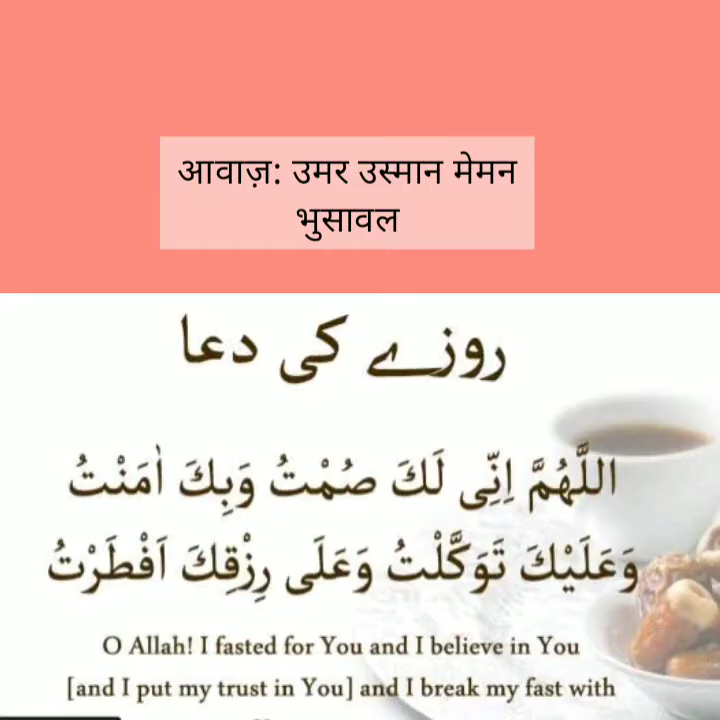 आवाज़: उमर उस्मान मेमन
भुसावल
روزے کی دعا
اللَّهُمَّ اِنِّى لَكَ صُمْتُ وَبِكَ اٰمَنْتُ
وَعَلَيْكَ تَوَكَّلْتُ وَعَلَى رِزْقِكَ اَفْطَرْتُ
O Allah! I fasted for You and I believe in You
[and I put my trust in You] and I break my fast with